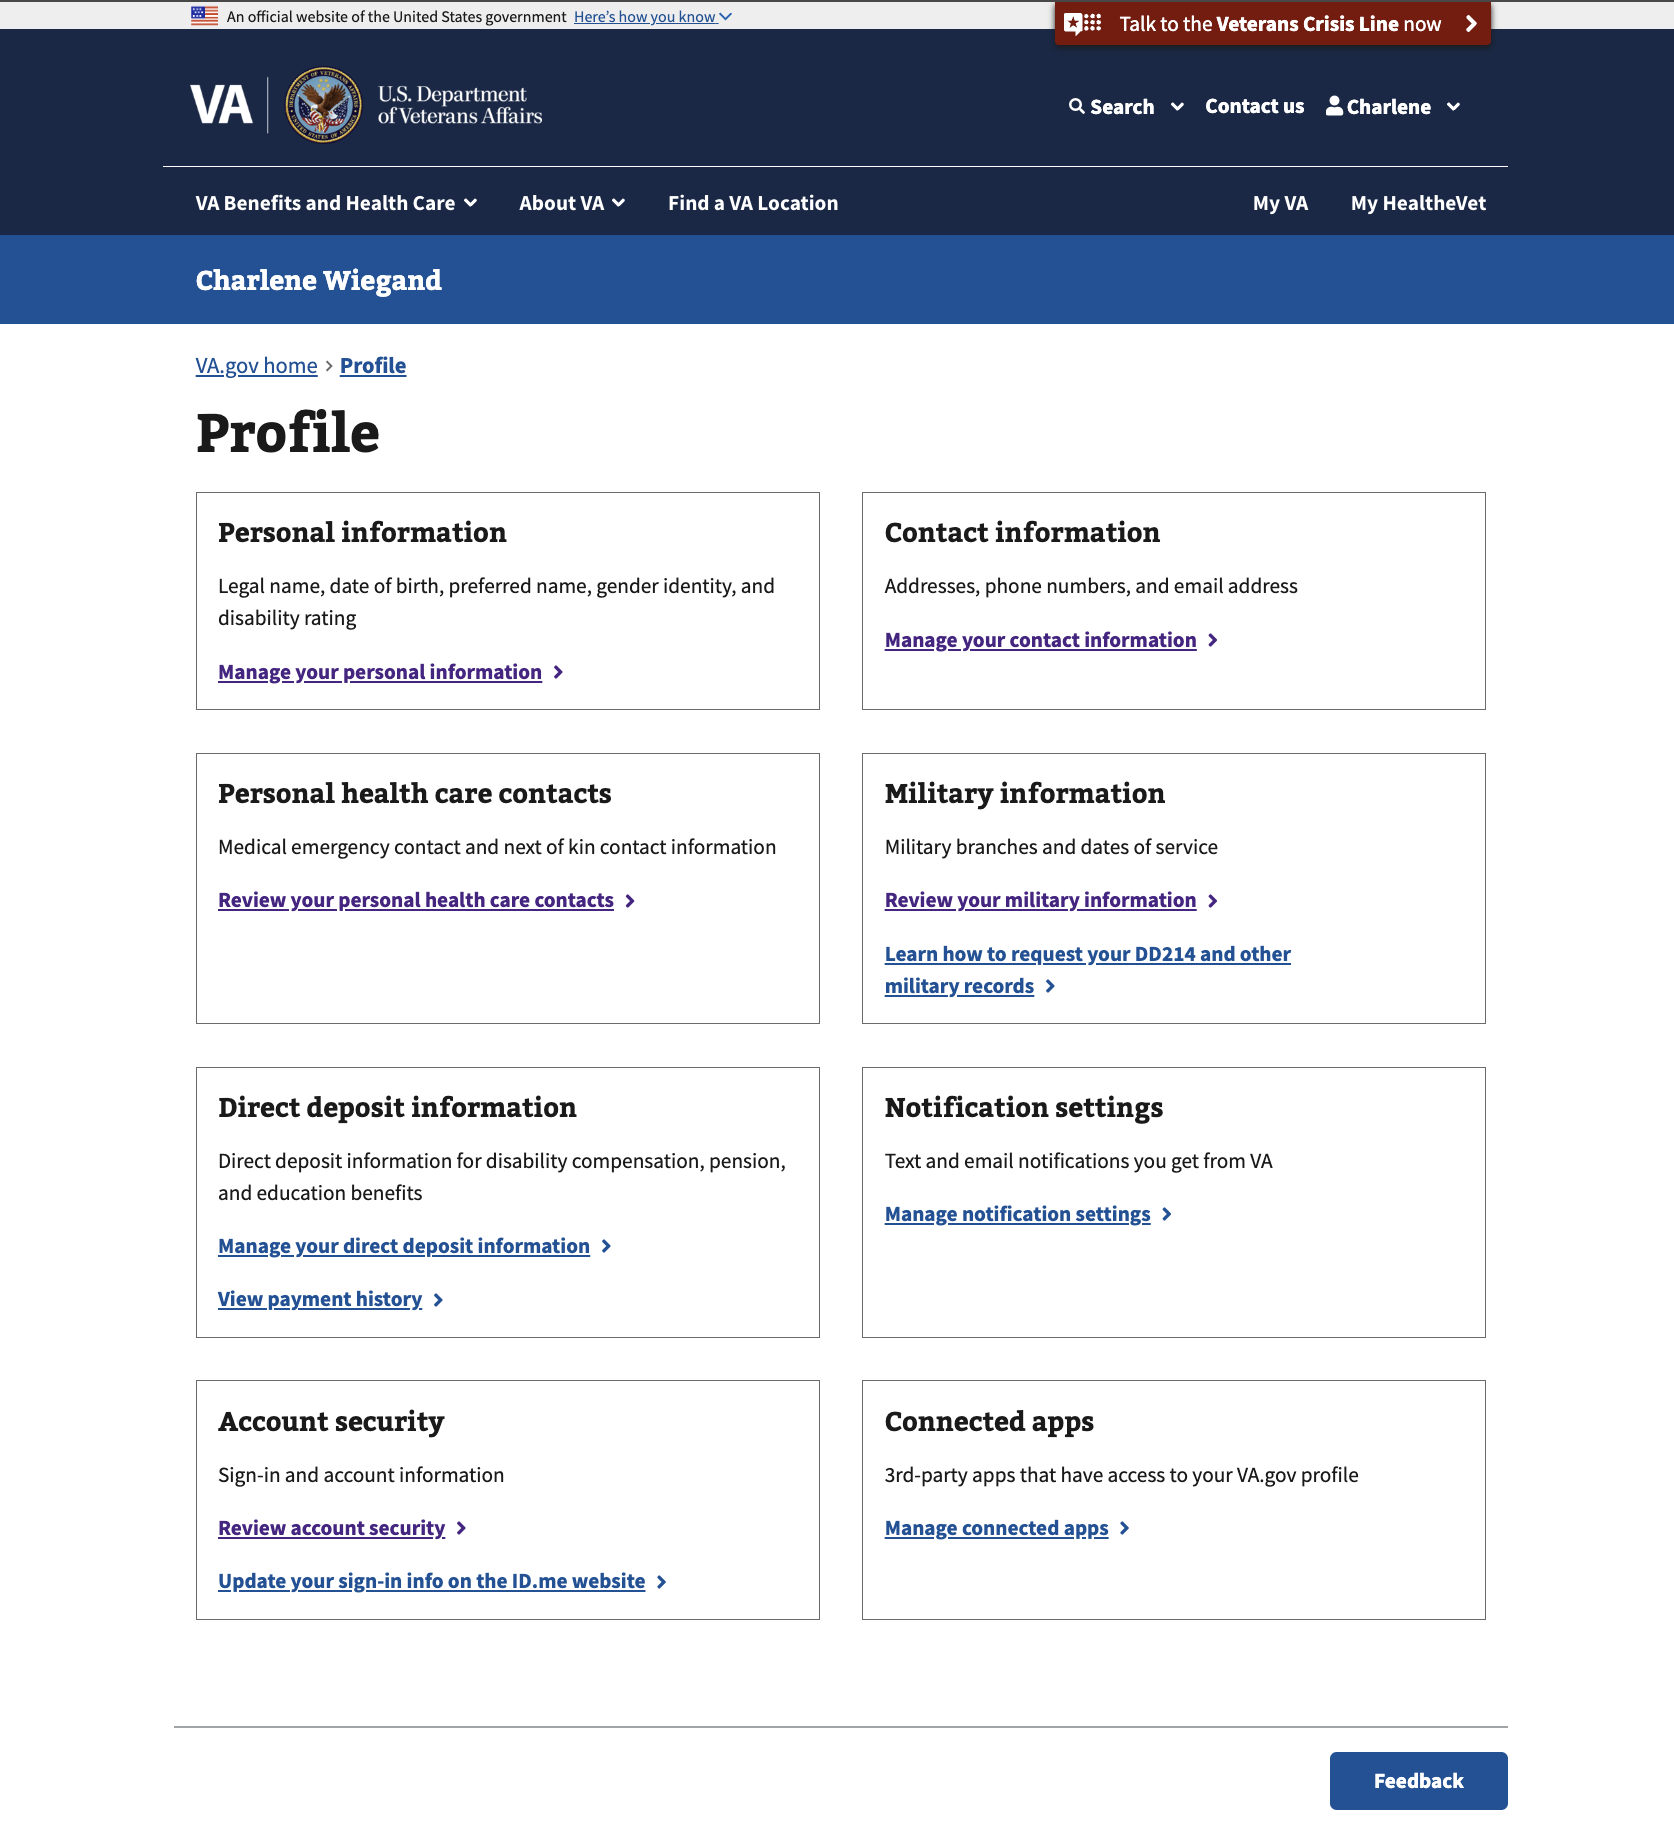 An official website of the United States government Here's how you know
Talk to the Veterans Crisis Line now
VA
U.S. Department
of Veterans Affairs
Search
Contact us
Charlene
VA Benefits and Health Care
About VA
Find a VA Location
My VA
My HealtheVet
Charlene Wiegand
VA.gov home › Profile
Profile
Personal information
Legal name, date of birth, preferred name, gender identity, and
disability rating
Manage your personal information
Contact information
Addresses, phone numbers, and email address
Manage your contact information
Personal health care contacts
Medical emergency contact and next of kin contact information
Review your personal health care contacts
Military information
Military branches and dates of service
Review your military information
Learn how to request your DD214 and other
military records
Direct deposit information
Direct deposit information for disability compensation, pension,
and education benefits
Manage your direct deposit information
View payment history
Notification settings
Text and email notifications you get from VA
Manage notification settings
Account security
Sign-in and account information
Review account security
Update your sign-in info on the ID.me website
Connected apps
3rd-party apps that have access to your VA.gov profile
Manage connected apps
Feedback